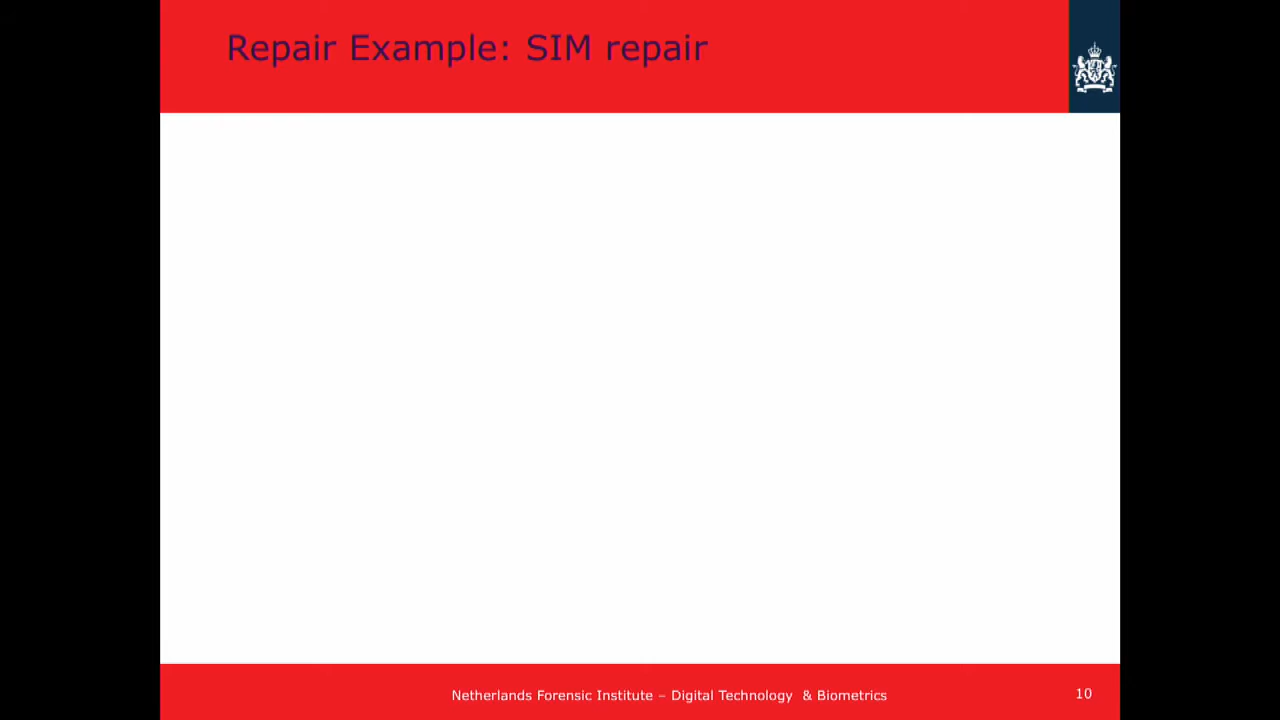 Repair Example: SIM repair
Netherlands Forensic Institute – Digital Technology  & Biometrics
10